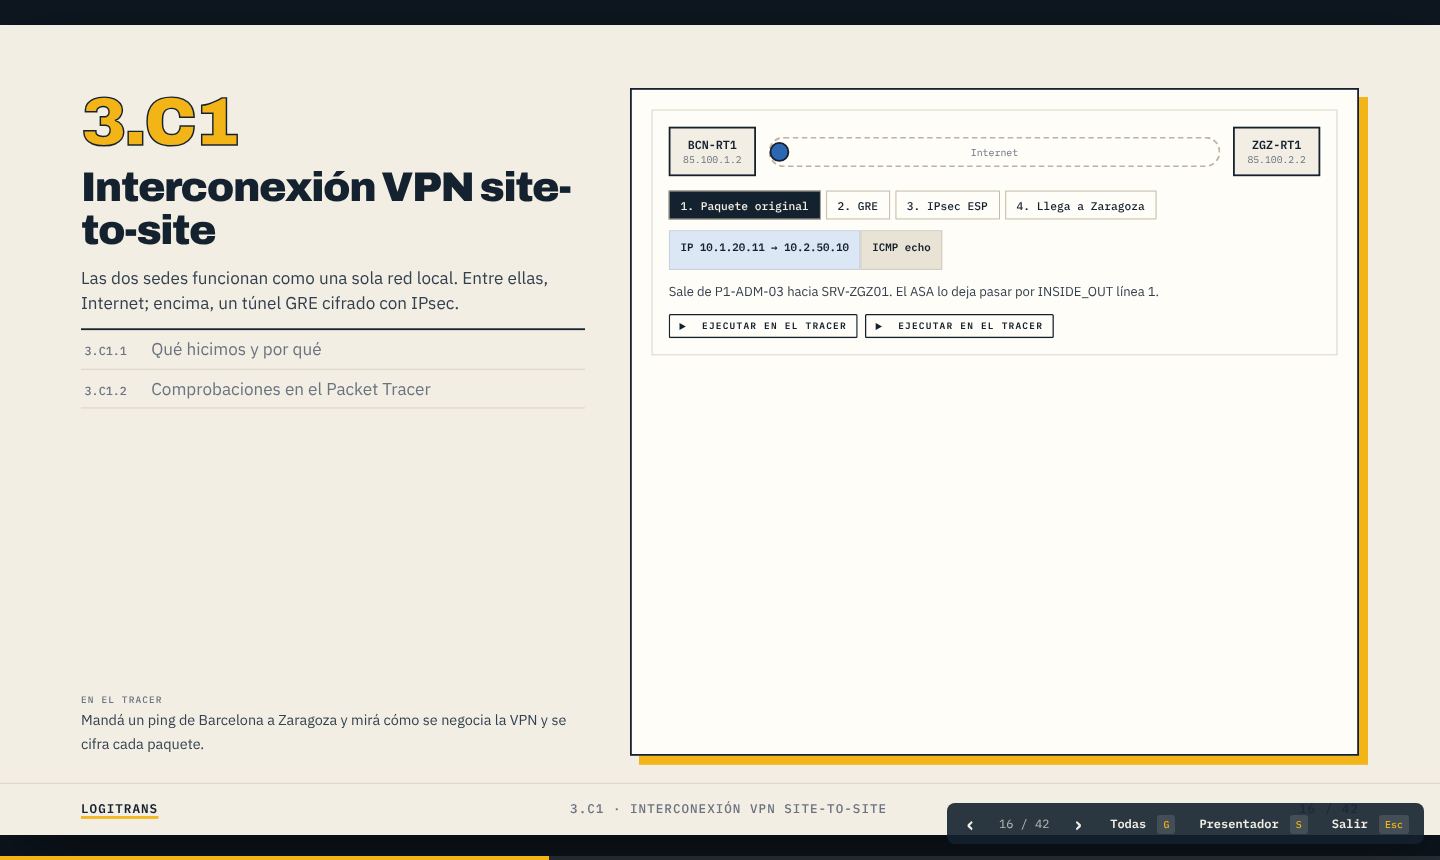 3.C1
Interconexión VPN site-
to-site
Las dos sedes funcionan como una sola red local. Entre ellas,
Internet; encima, un túnel GRE cifrado con IPsec.
3.C1.1 Qué hicimos y por qué
3.C1.2 Comprobaciones en el Packet Tracer
EN EL TRACER
Mandá un ping de Barcelona a Zaragoza y mirá cómo se negocia la VPN y se
cifra cada paquete.
BCN-RT1
85.100.1.2
Internet
ZGZ-RT1
85.100.2.2
1. Paquete original 2. GRE 3. IPsec ESP 4. Llega a Zaragoza
IP 10.1.20.11 → 10.2.50.10 ICMP echo
Sale de P1-ADM-03 hacia SRV-ZGZ01. El ASA lo deja pasar por INSIDE_OUT línea 1.
▶ EJECUTAR EN EL TRACER ▶ EJECUTAR EN EL TRACER
LOGITRANS
3.C1 · INTERCONEXIÓN VPN SITE-TO-SITE
16 / 42
‹ 16 / 42 › Todas G Presentador S Salir Esc